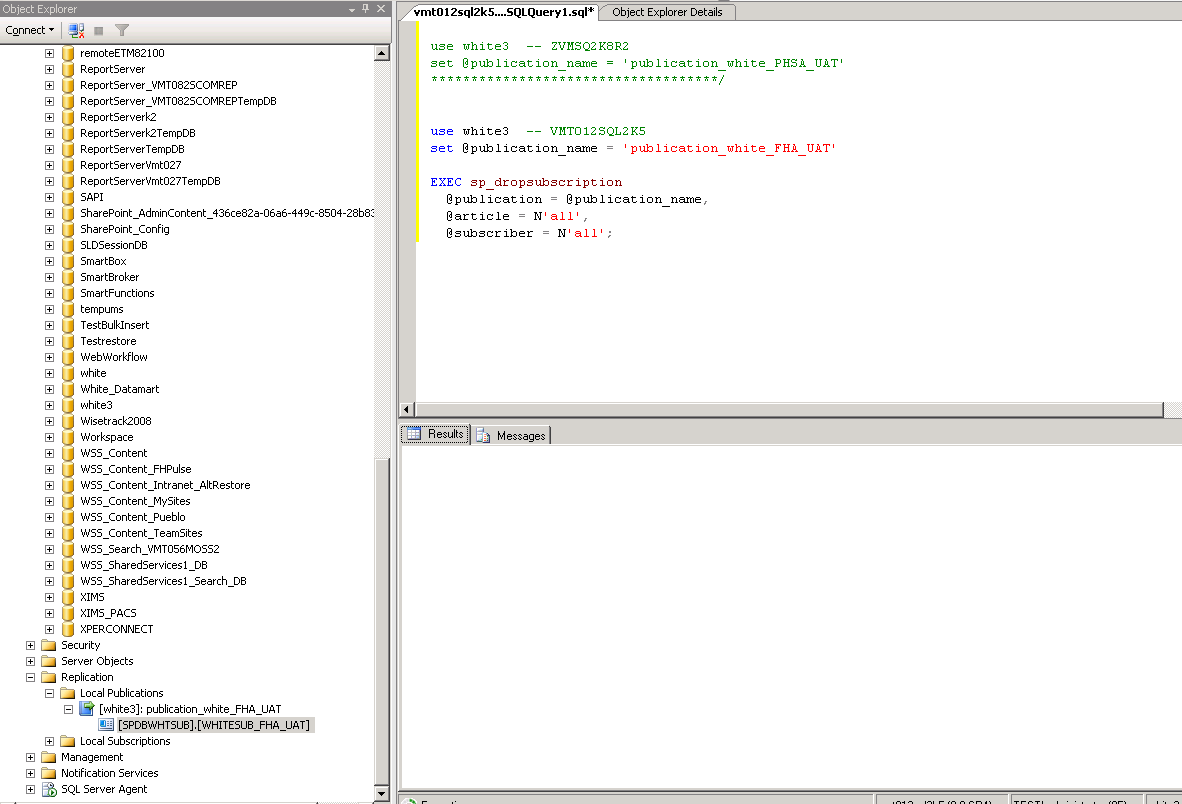 Object Explorer
Connect
remoteETM82100
ReportServer
ReportServer_VMT082SCOMREP
ReportServer_VMT082SCOMREPTempDB
ReportServerk2
ReportServerk2TempDB
ReportServerTempDB
ReportServerVmt027
ReportServerVmt027TempDB
SAPI
SharePoint_AdminContent_436ce82a-06a6-449c-8504-28b83
SharePoint_Config
SLDSessionDB
SmartBox
SmartBroker
SmartFunctions
tempums
TestBulkInsert
Testrestore
WebWorkflow
white
White_Datamart
white3
Wisetrack2008
Workspace
WSS_Content
WSS_Content_FHPulse
WSS_Content_Intranet_AltRestore
WSS_Content_MySites
WSS_Content_Pueblo
WSS_Content_TeamSites
WSS_Search_VMT056MOSS2
WSS_SharedServices1_DB
WSS_SharedServices1_Search_DB
XIMS
XIMS_PACS
XPERCONNECT
Security
Server Objects
Replication
Local Publications
[white3]: publication_white_FHA_UAT
[SPDBWHTSUB].[WHITESUB_FHA_UAT]
Local Subscriptions
Management
Notification Services
SQL Server Agent
vmt012sql2k5....SQLQuery1.sql*
Object Explorer Details
use white3 -- ZVMSQ2K8R2
set @publication_name = 'publication_white_PHSA_UAT'
************************************/
use white3 -- VMT012SQL2K5
set @publication_name = 'publication_white_FHA_UAT'
EXEC sp_dropsubscription
@publication = @publication_name,
@article = N'all',
@subscriber = N'all';
Results
Messages